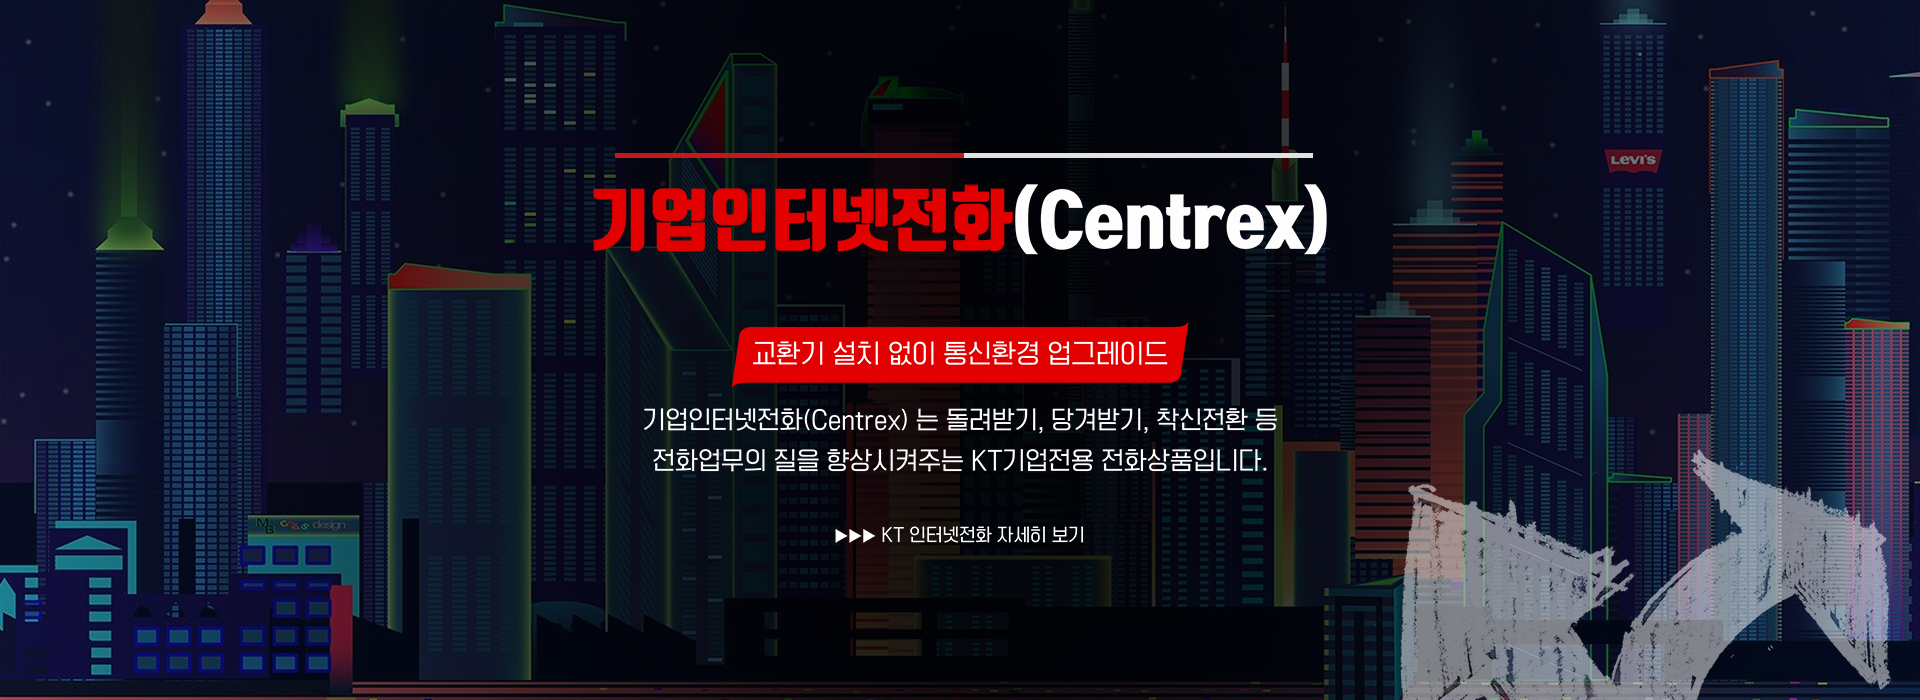 LEVI'S
기업인터넷전화(Centrex)
교환기 설치 없이 통신환경 업그레이드
기업인터넷전화(Centrex) 는 돌려받기, 당겨받기, 착신전환 등
전화업무의 질을 향상시켜주는 KT기업전용 전화상품입니다.
▶▶▶ KT 인터넷전화 자세히 보기
design